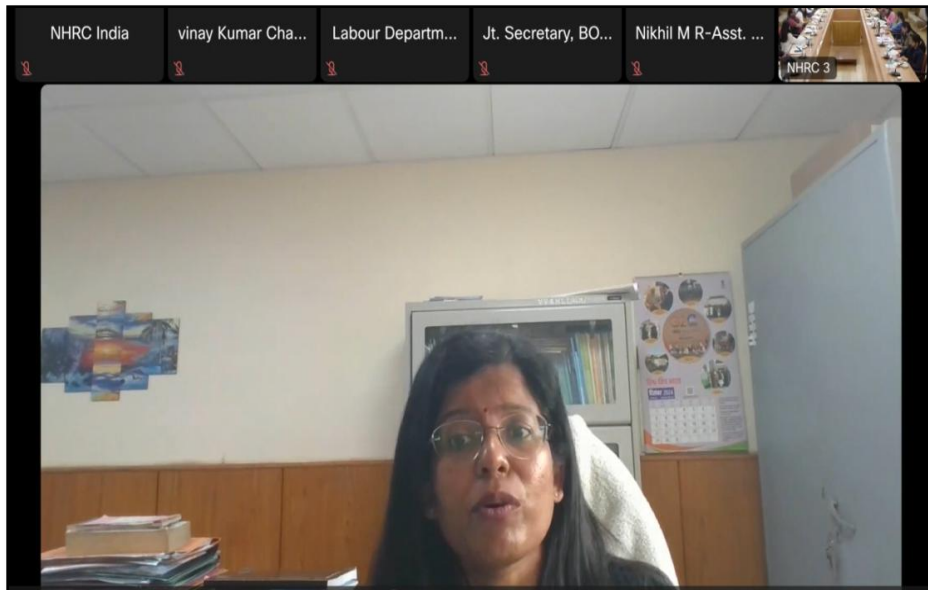 NHRC India
vinay Kumar Cha...
Labour Departm...
Jt. Secretary, BO...
Nikhil M R-Asst. ...
NHRC 3